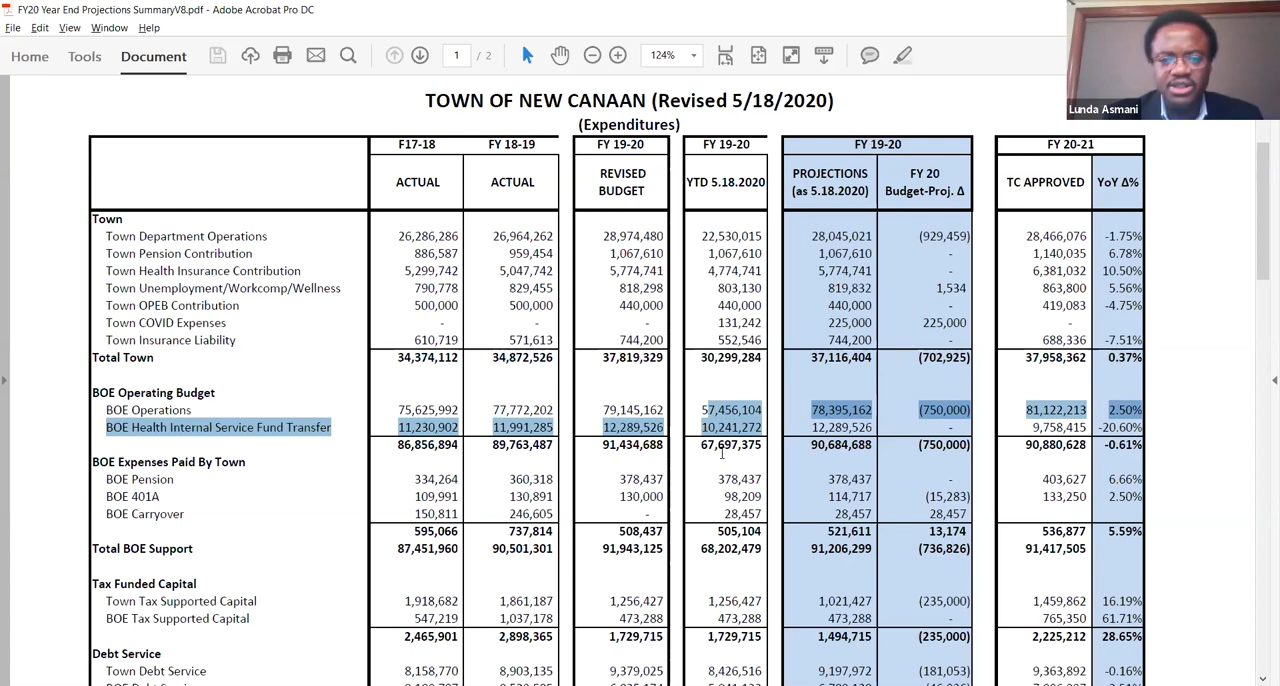 FY20 Year End Projections SummaryV8.pdf - Adobe Acrobat Pro DC
File Edit View Window Help
Home Tools Document 1 / 2 124%
Lunda Asmani
TOWN OF NEW CANAAN (Revised 5/18/2020)
(Expenditures)
F17-18 FY 18-19 FY 19-20 FY 19-20 FY 19-20 FY 20-21
ACTUAL ACTUAL REVISED BUDGET YTD 5.18.2020 PROJECTIONS (as 5.18.2020) FY 20 Budget-Proj. Δ TC APPROVED YoY Δ%
Town
Town Department Operations 26,286,286 26,964,262 28,974,480 22,530,015 28,045,021 (929,459) 28,466,076 -1.75%
Town Pension Contribution 886,587 959,454 1,067,610 1,067,610 1,067,610 - 1,140,035 6.78%
Town Health Insurance Contribution 5,299,742 5,047,742 5,774,741 4,774,741 5,774,741 - 6,381,032 10.50%
Town Unemployment/Workcomp/Wellness 790,778 829,455 818,298 803,130 819,832 1,534 863,800 5.56%
Town OPEB Contribution 500,000 500,000 440,000 440,000 440,000 - 419,083 -4.75%
Town COVID Expenses - - - 131,242 225,000 225,000 -
Town Insurance Liability 610,719 571,613 744,200 552,546 744,200 - 688,336 -7.51%
Total Town 34,374,112 34,872,526 37,819,329 30,299,284 37,116,404 (702,925) 37,958,362 0.37%
BOE Operating Budget
BOE Operations 75,625,992 77,772,202 79,145,162 57,456,104 78,395,162 (750,000) 81,122,213 2.50%
BOE Health Internal Service Fund Transfer 11,230,902 11,991,285 12,289,526 10,241,272 12,289,526 - 9,758,415 -20.60%
86,856,894 89,763,487 91,434,688 67,697,375 90,684,688 (750,000) 90,880,628 -0.61%
BOE Expenses Paid By Town
BOE Pension 334,264 360,318 378,437 378,437 378,437 - 403,627 6.66%
BOE 401A 109,991 130,891 130,000 98,209 114,717 (15,283) 133,250 2.50%
BOE Carryover 150,811 246,605 - 28,457 28,457 28,457
595,066 737,814 508,437 505,104 521,611 13,174 536,877 5.59%
Total BOE Support 87,451,960 90,501,301 91,943,125 68,202,479 91,206,299 (736,826) 91,417,505
Tax Funded Capital
Town Tax Supported Capital 1,918,682 1,861,187 1,256,427 1,256,427 1,021,427 (235,000) 1,459,862 16.19%
BOE Tax Supported Capital 547,219 1,037,178 473,288 473,288 473,288 - 765,350 61.71%
2,465,901 2,898,365 1,729,715 1,729,715 1,494,715 (235,000) 2,225,212 28.65%
Debt Service
Town Debt Service 8,158,770 8,903,135 9,379,025 8,426,516 9,197,972 (181,053) 9,363,892 -0.16%